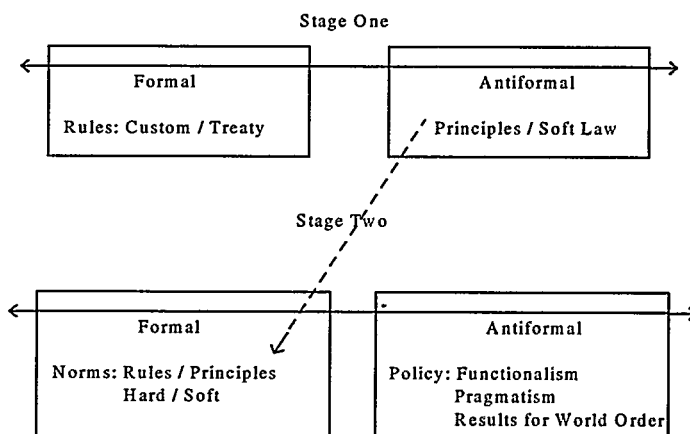 Stage One
Formal
Antiformal
Rules: Custom / Treaty
Principles / Soft Law
Stage Two
Formal
Antiformal
Norms: Rules / Principles
Hard / Soft
Policy: Functionalism
Pragmatism
Results for World Order